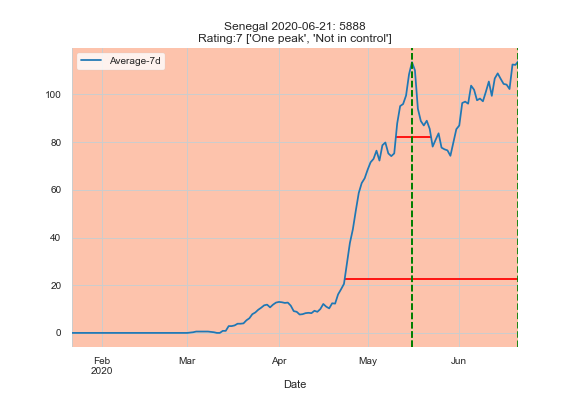 Senegal 2020-06-21: 5888
Rating:7 ['One peak', 'Not in control']
Average-7d
100
80
60
40
20
0
Feb
2020
Mar
Apr
May
Jun
Date